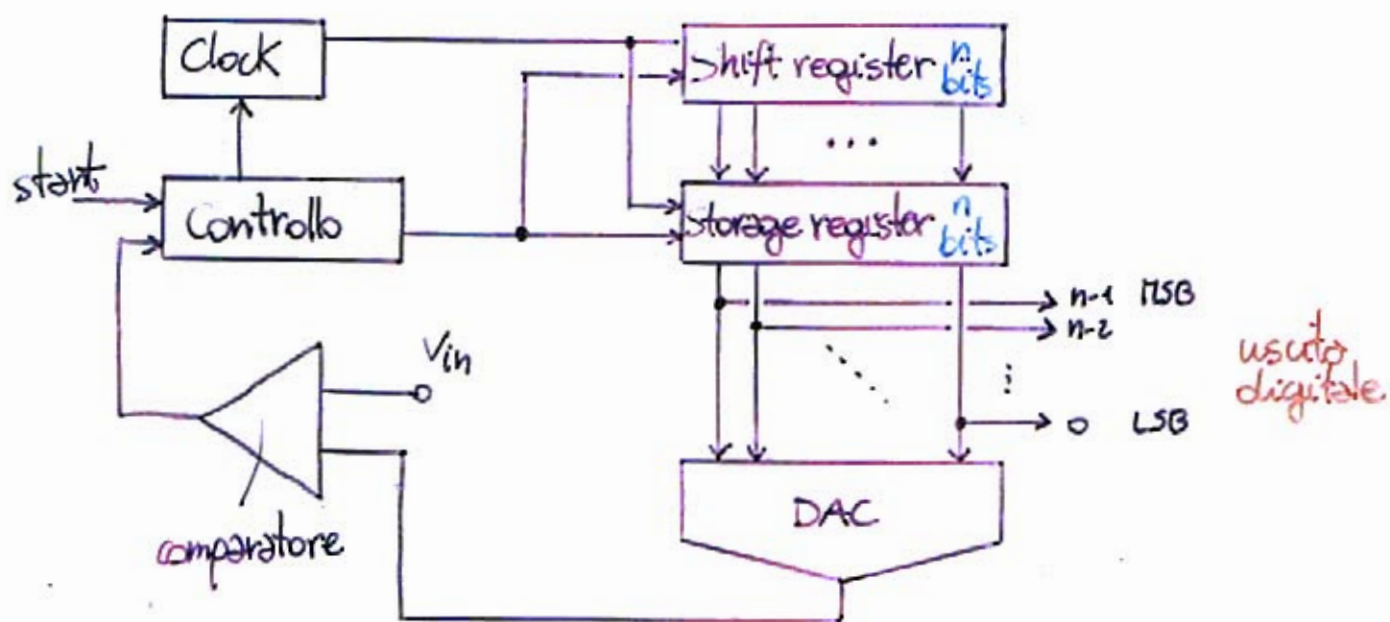 Clock
Shift register n bits
start
Controllo
Storage register n bits
n-1 MSB
n-2
Vin
uscita digitale
0 LSB
DAC
comparatore